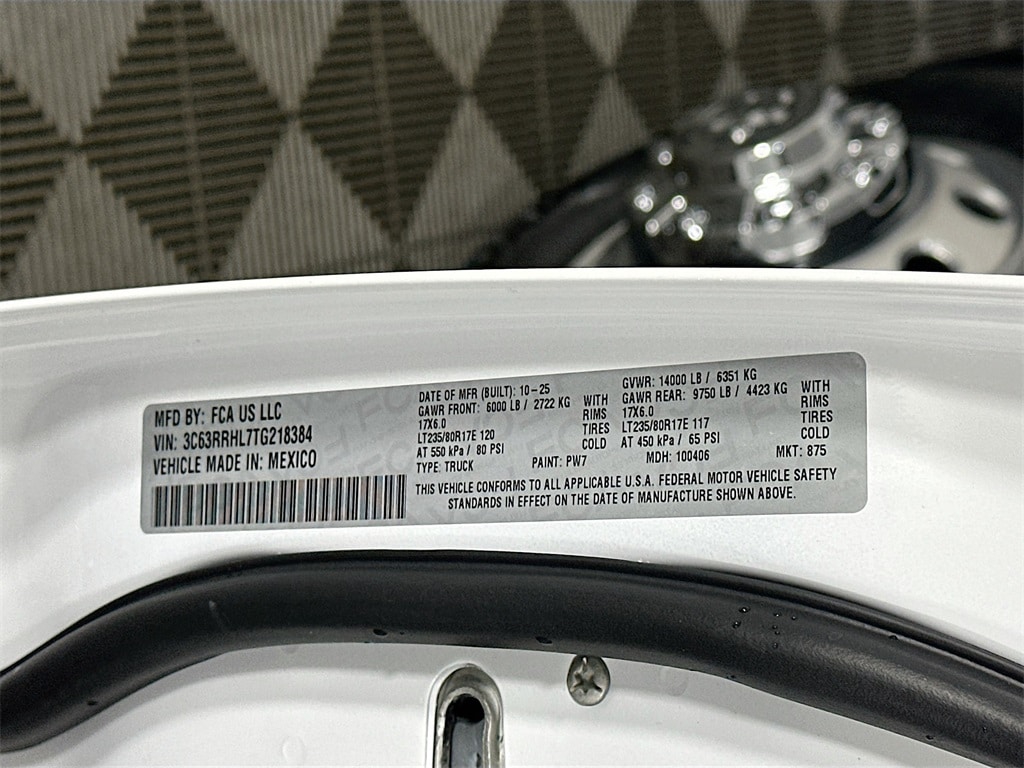 MFD BY: FCA US LLC
VIN: 3C63RRHL7TG218384
VEHICLE MADE IN: MEXICO
DATE OF MFR (BUILT): 10-25
GAWR FRONT: 6000 LB / 2722 KG WITH
17X6.0 RIMS
LT235/80R17E 120 TIRES
AT 550 kPa / 80 PSI COLD
TYPE: TRUCK PAINT: PW7
GVWR: 14000 LB / 6351 KG
GAWR REAR: 9750 LB / 4423 KG WITH
17X6.0 RIMS
LT235/80R17E 117 TIRES
AT 450 kPa / 65 PSI COLD
MDH: 100406 MKT: 875
THIS VEHICLE CONFORMS TO ALL APPLICABLE U.S.A. FEDERAL MOTOR VEHICLE SAFETY
STANDARDS IN EFFECT ON THE DATE OF MANUFACTURE SHOWN ABOVE.